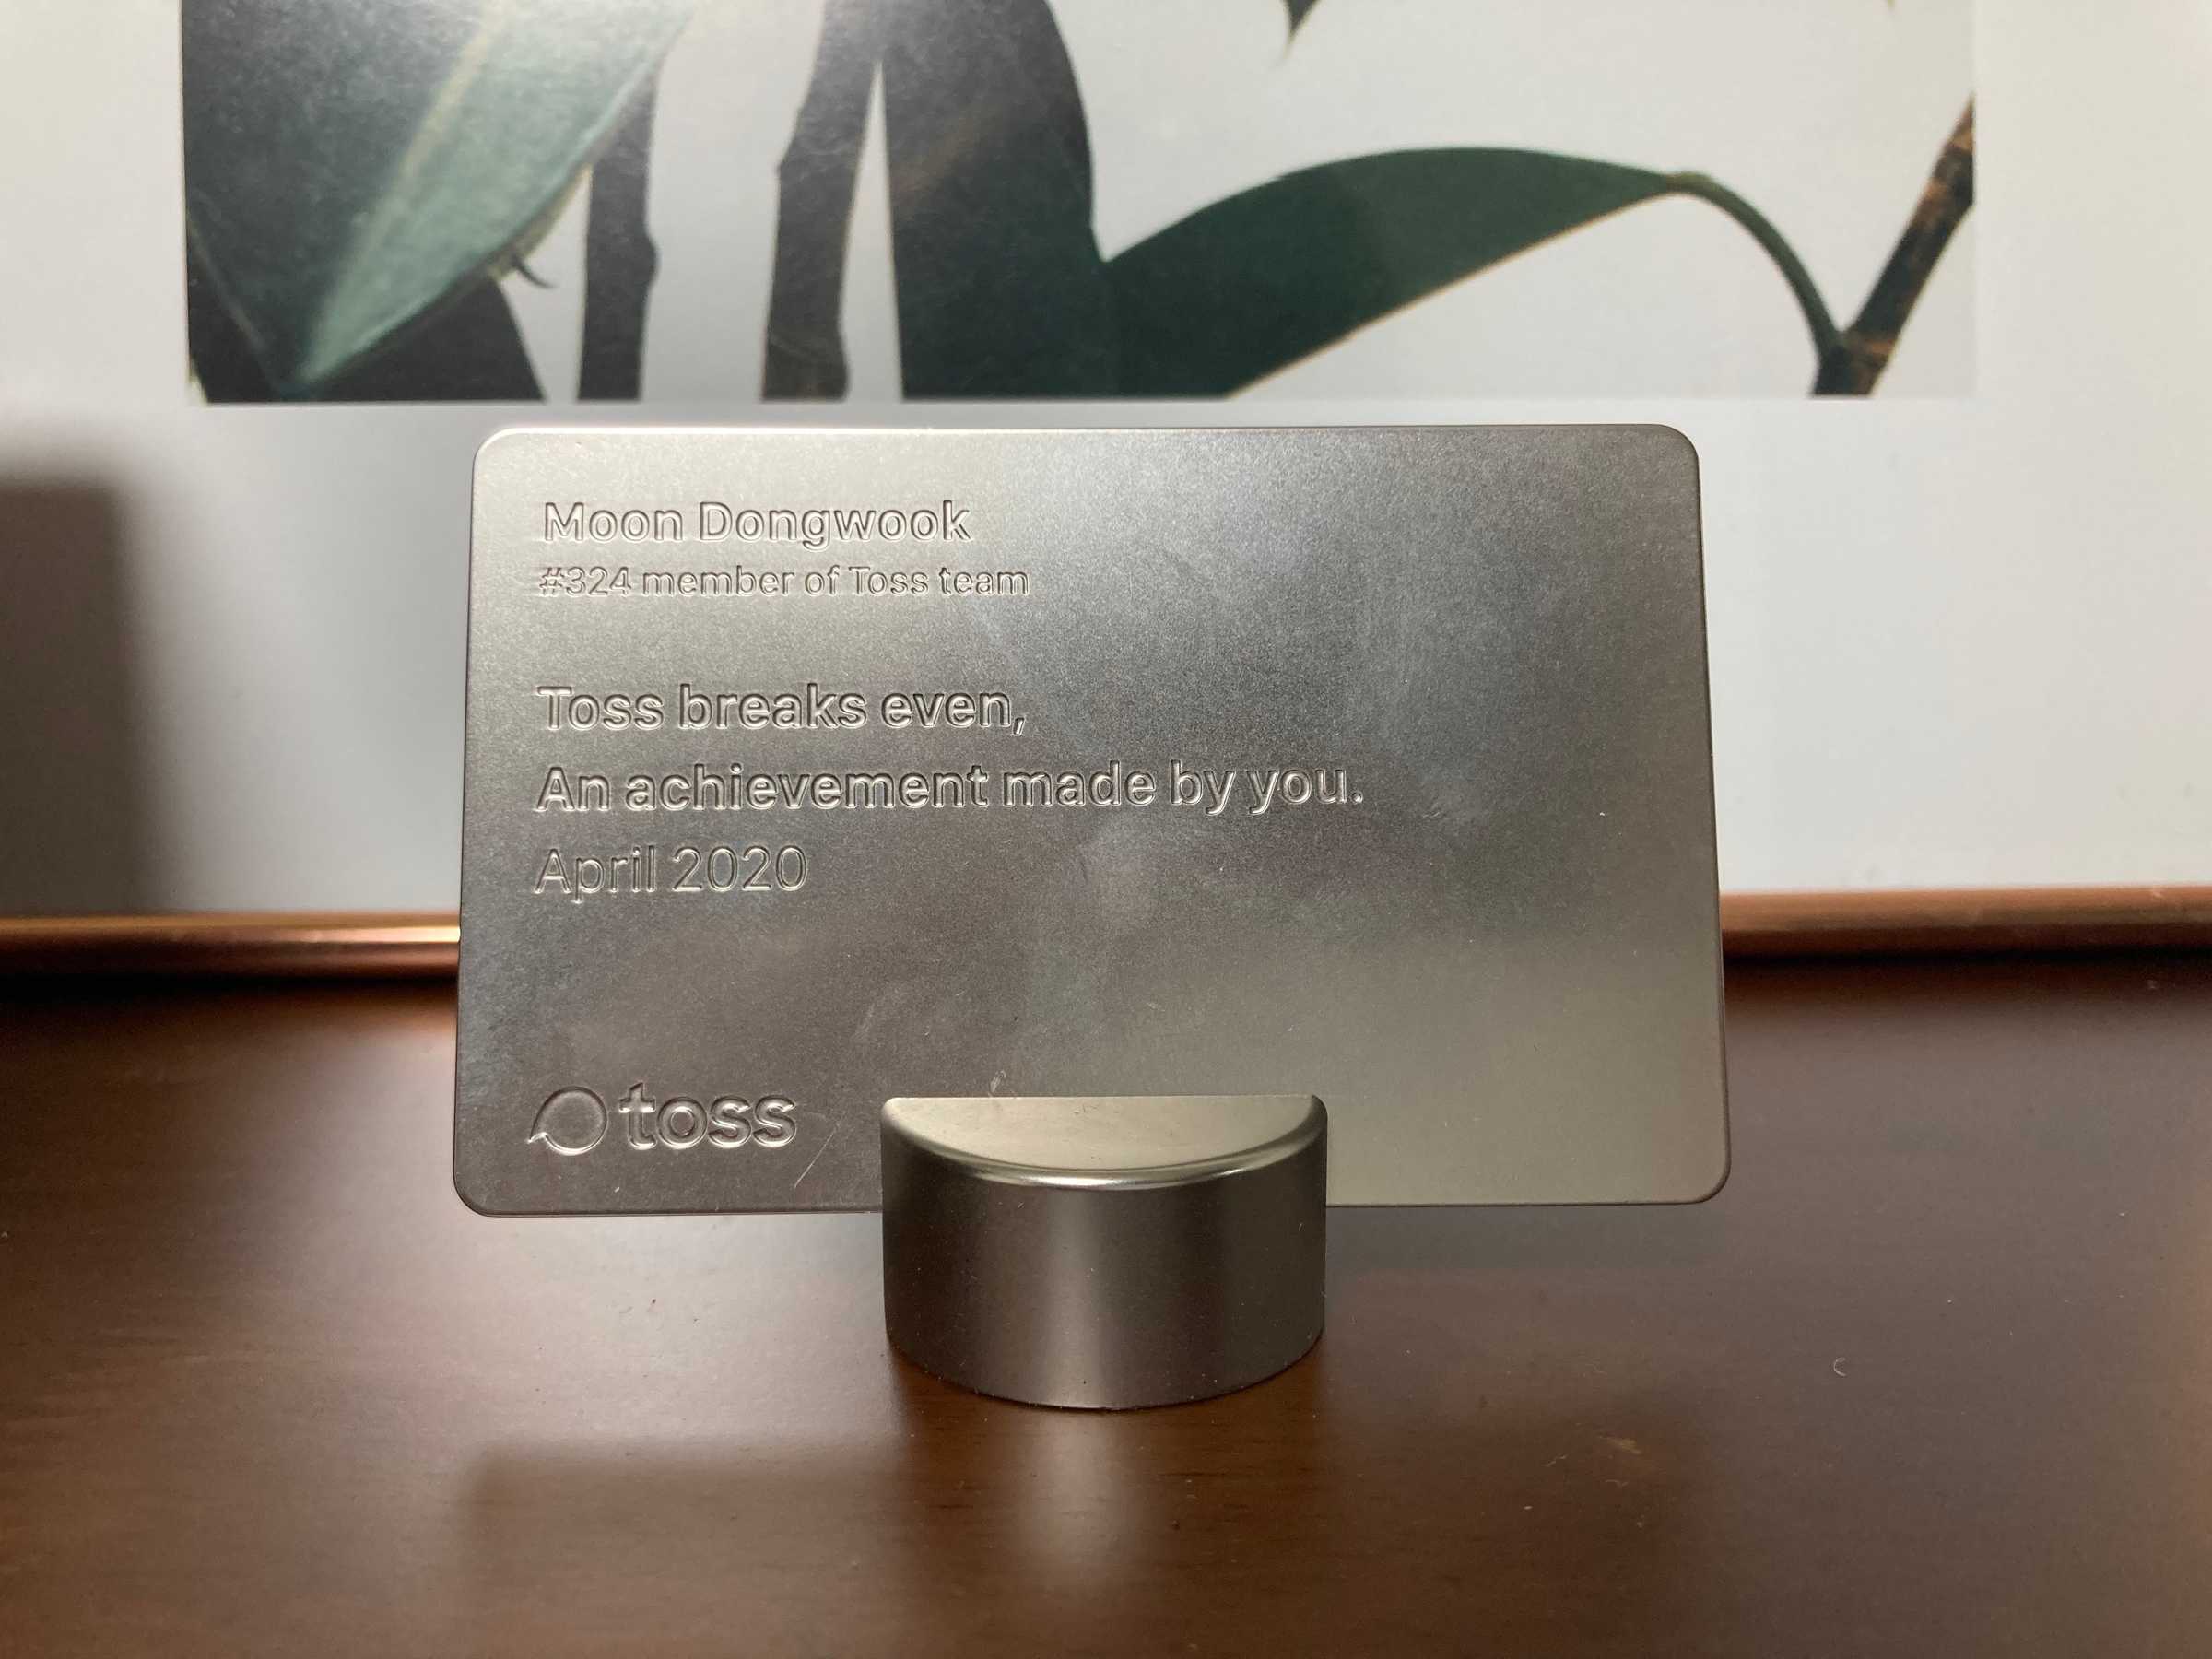 Moon Dongwook
#324 member of Toss team
Toss breaks even,
An achievement made by you.
April 2020
toss